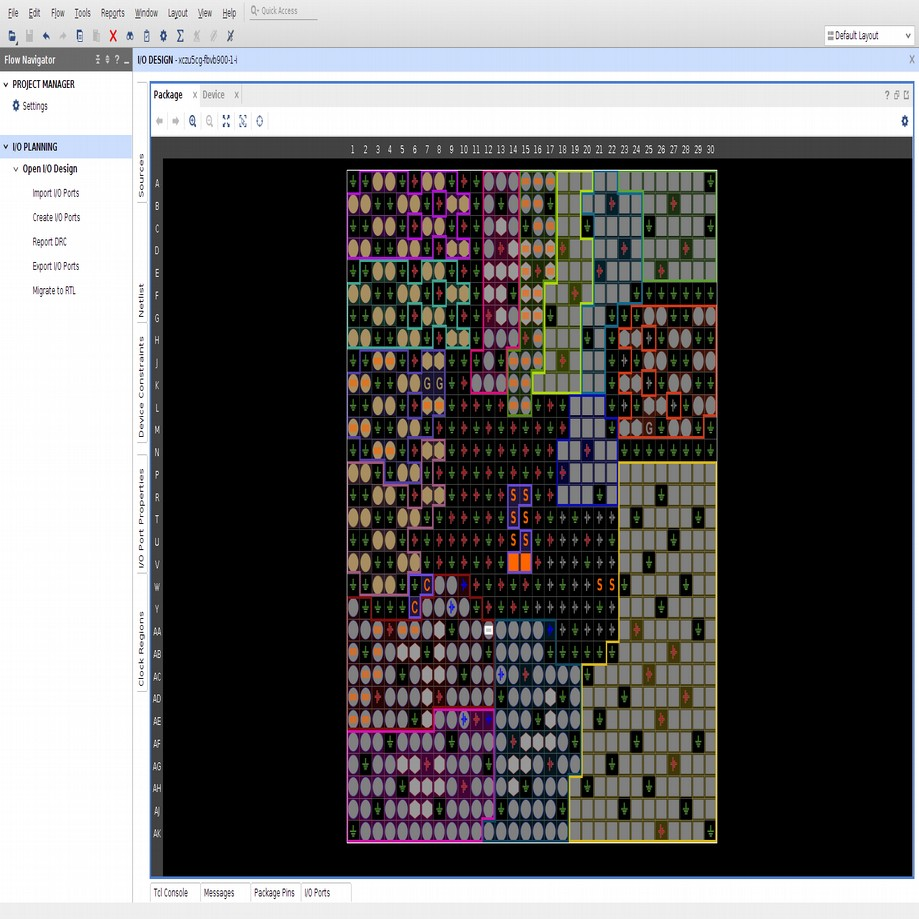 File Edit Flow Tools Reports Window Layout View Help Quick Access
Default Layout
Flow Navigator ? _
I/O DESIGN - xczu5cg-fbvb900-1-i X
PROJECT MANAGER
Settings
I/O PLANNING
Open I/O Design
Import I/O Ports
Create I/O Ports
Report DRC
Export I/O Ports
Migrate to RTL
Sources
Netlist
Device Constraints
I/O Port Properties
Clock Regions
Package x Device x ?
1 2 3 4 5 6 7 8 9 10 11 12 13 14 15 16 17 18 19 20 21 22 23 24 25 26 27 28 29 30
A
B
C
D
E
F
G
H
J
K G G
L
M G
N
P
R S S
T S S
U S S
V
W C S S
Y C
AA
AB
AC
AD
AE
AF
AG
AH
AJ
AK
Tcl Console Messages Package Pins I/O Ports